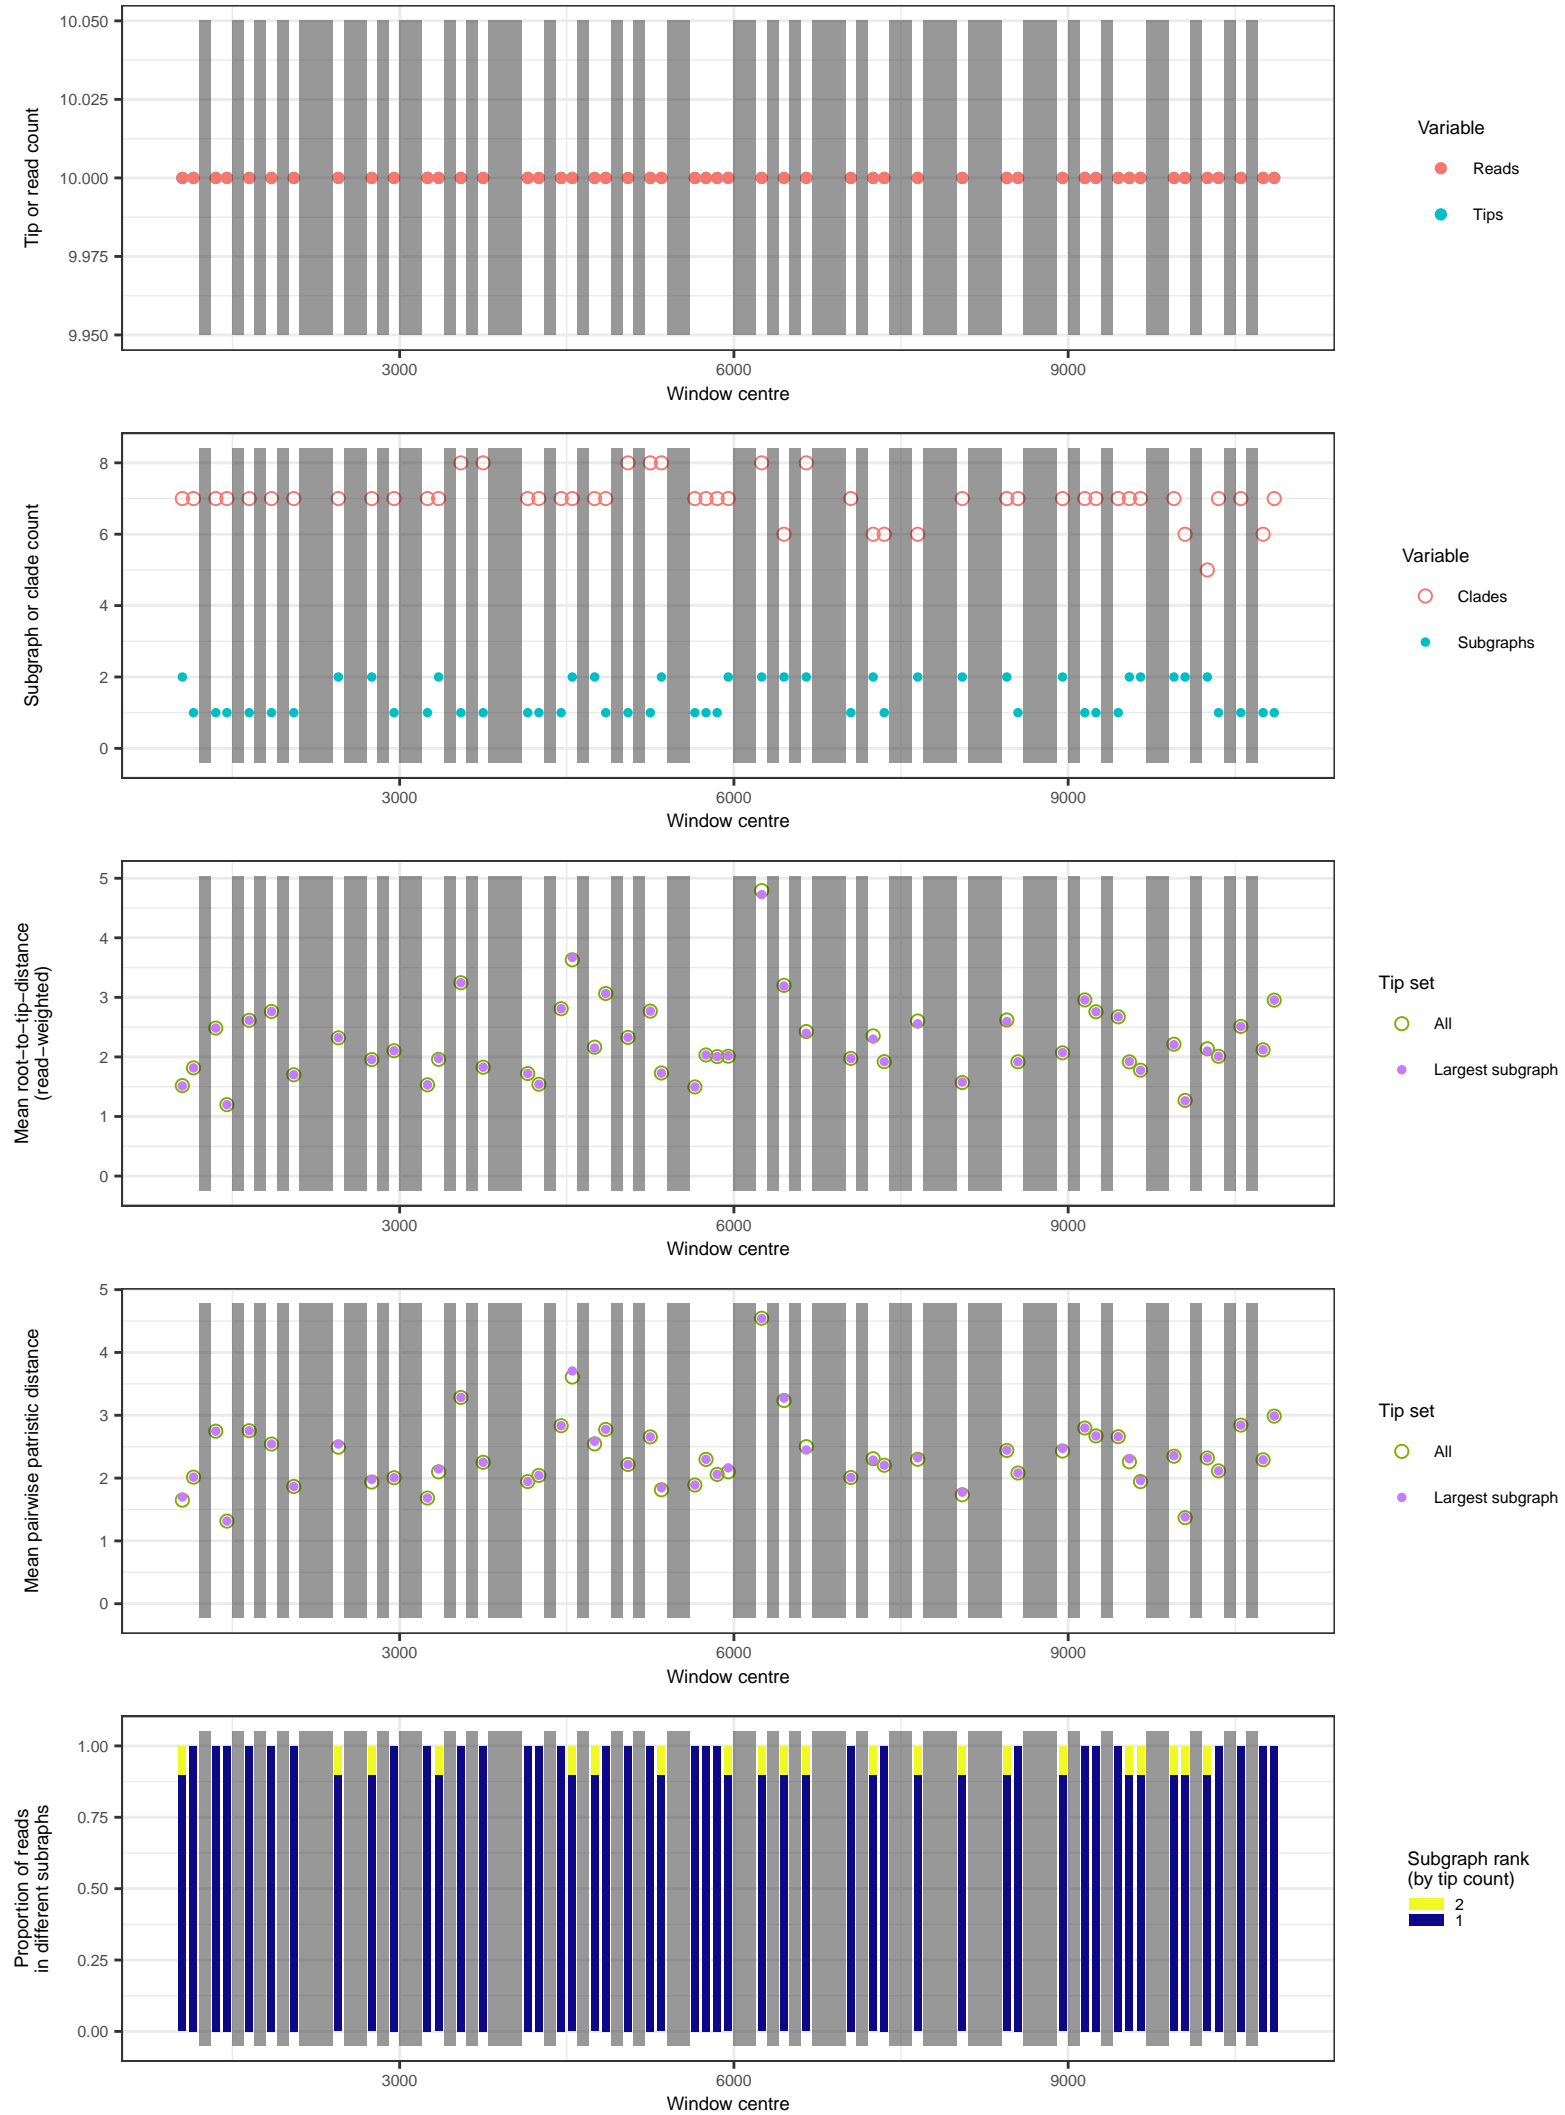 10.050
10.025
10.000
9.975
9.950
Tip or read count
3000
6000
9000
Window centre
Variable
Reads
Tips
8
6
4
2
0
Subgraph or clade count
3000
6000
9000
Window centre
Variable
Clades
Subgraphs
5
4
3
2
1
0
Mean root−to−tip−distance
(read−weighted)
3000
6000
9000
Window centre
Tip set
All
Largest subgraph
5
4
3
2
1
0
Mean pairwise patristic distance
3000
6000
9000
Window centre
Tip set
All
Largest subgraph
1.00
0.75
0.50
0.25
0.00
Proportion of reads
in different subraphs
3000
6000
9000
Window centre
Subgraph rank
(by tip count)
2
1